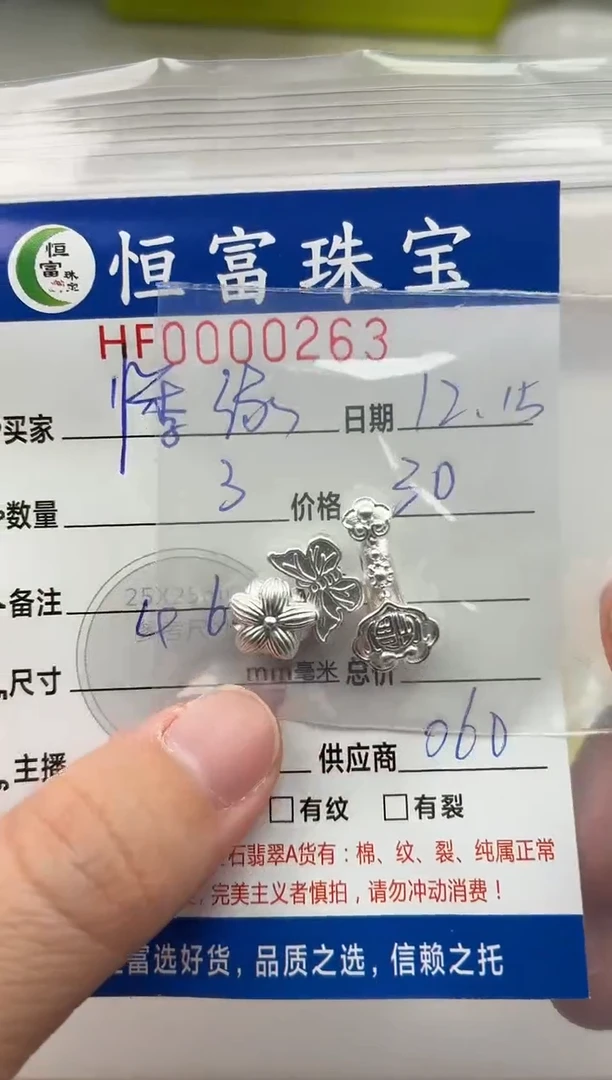 恒富珠宝
恒富珠宝
HF0000263
买家 悸缘 日期 12.15
数量 3 价格 30
备注 46
25X25
尺寸 mm毫米 总价
主播 供应商 060
有纹 有裂
石翡翠A货有：棉、纹、裂、纯属正常
完美主义者慎拍，请勿冲动消费！
富选好货，品质之选，信赖之托